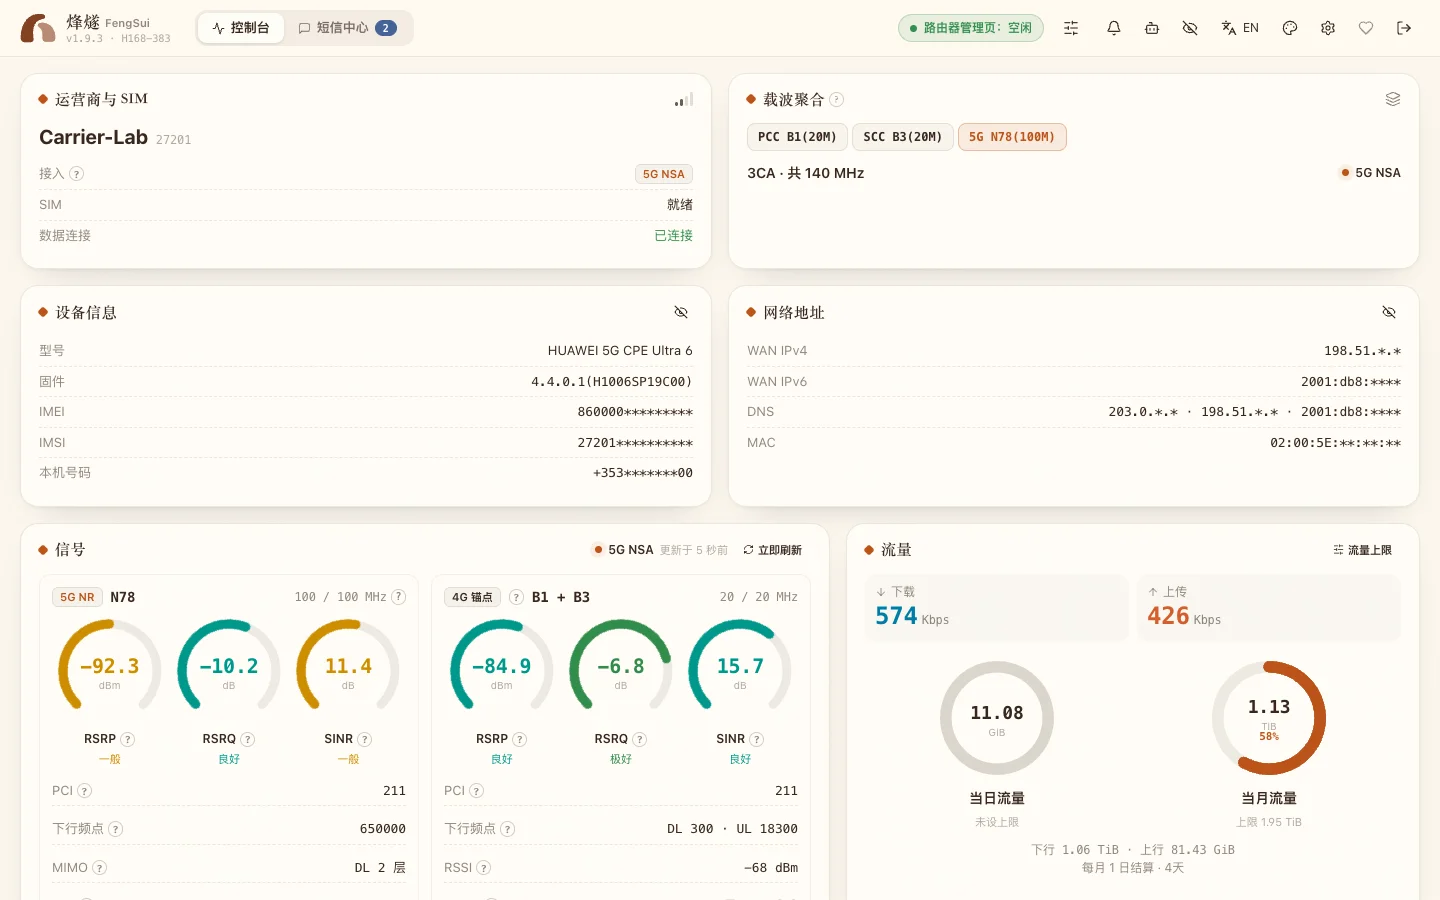 烽燧 FengSui
v1.9.3 · H168-383
控制台
短信中心 2
路由器管理页：空闲
EN
运营商与 SIM
Carrier-Lab 27201
接入 ?
5G NSA
SIM
就绪
数据连接
已连接
载波聚合 ?
PCC B1(20M)
SCC B3(20M)
5G N78(100M)
3CA · 共 140 MHz
5G NSA
设备信息
型号
HUAWEI 5G CPE Ultra 6
固件
4.4.0.1(H1006SP19C00)
IMEI
860000*********
IMSI
27201**********
本机号码
+353*******00
网络地址
WAN IPv4
198.51.*.*
WAN IPv6
2001:db8:****
DNS
203.0.*.* · 198.51.*.* · 2001:db8:****
MAC
02:00:5E:**:**:**
信号
5G NSA 更新于 5 秒前
立即刷新
5G NR N78
100 / 100 MHz ?
-92.3
dBm
RSRP ?
一般
-10.2
dB
RSRQ ?
良好
11.4
dB
SINR ?
一般
PCI ?
211
下行频点 ?
650000
MIMO ?
DL 2 层
4G 锚点 ? B1 + B3
20 / 20 MHz
-84.9
dBm
RSRP ?
良好
-6.8
dB
RSRQ ?
极好
15.7
dB
SINR ?
良好
PCI ?
211
下行频点 ?
DL 300 · UL 18300
RSSI ?
-68 dBm
流量
流量上限
↓ 下载
574 Kbps
↑ 上传
426 Kbps
11.08
GiB
当日流量
未设上限
1.13
TiB
58%
当月流量
上限 1.95 TiB
下行 1.06 TiB · 上行 81.43 GiB
每月 1 日结算 · 4天